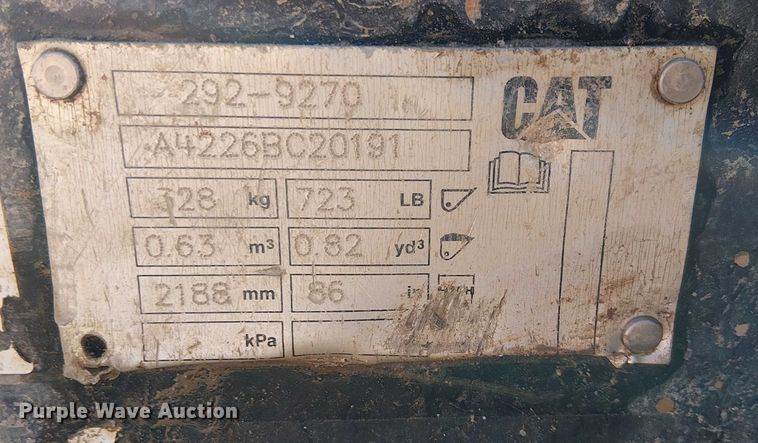 292-9270
CAT
A4226BC20191
328 kg 723 LB
0.63 m³ 0.82 yd³
2188 mm 86 in
kPa
Purple Wave Auction